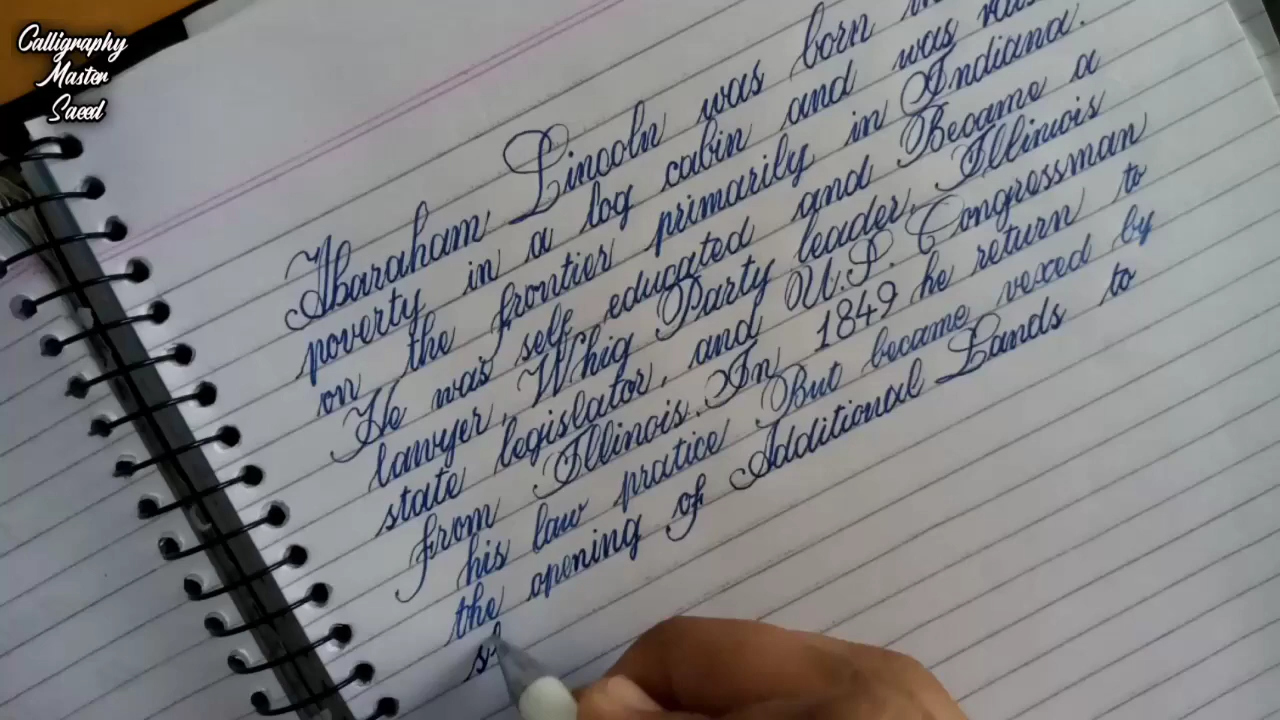 Calligraphy
Master
Saeed
Abaraham Lincoln was born in
poverty in a log cabin and was
on the frontier primarily in Indiana.
He was self educated and Became a
lawyer, Whig Party leader, Illinois
state legislator, and U.S. Congressman
from Illinois. In 1849 he return to
his law pratice But became vexed by
the opening of Additional Lands to